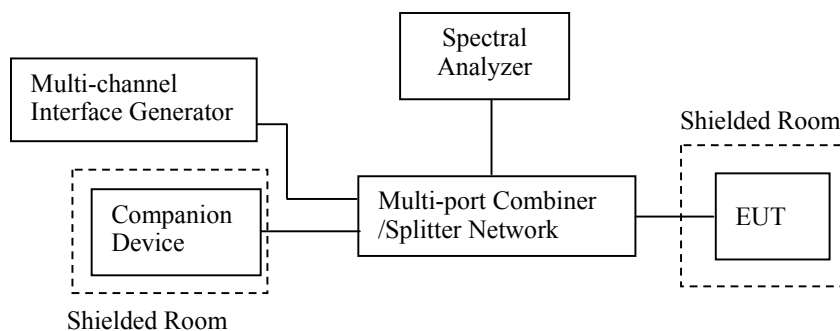 Spectral
Analyzer
Multi-channel
Interface Generator
Shielded Room
Multi-port Combiner
/Splitter Network
Companion
Device
EUT
Shielded Room